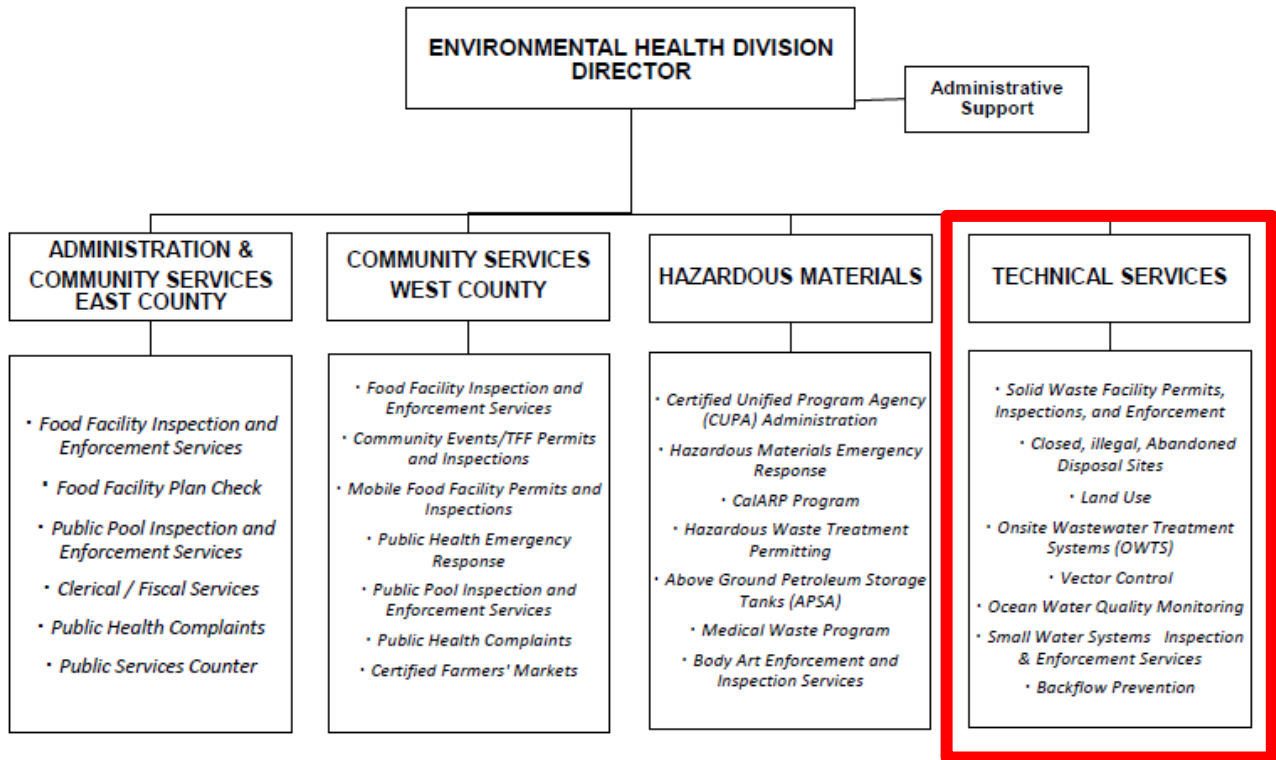 ENVIRONMENTAL HEALTH DIVISION
DIRECTOR
Administrative
Support
ADMINISTRATION &
COMMUNITY SERVICES
EAST COUNTY
· Food Facility Inspection and
Enforcement Services
· Food Facility Plan Check
· Public Pool Inspection and
Enforcement Services
· Clerical / Fiscal Services
· Public Health Complaints
· Public Services Counter
COMMUNITY SERVICES
WEST COUNTY
· Food Facility Inspection and
Enforcement Services
· Community Events/TFF Permits
and Inspections
· Mobile Food Facility Permits and
Inspections
· Public Health Emergency
Response
· Public Pool Inspection and
Enforcement Services
· Public Health Complaints
· Certified Farmers' Markets
HAZARDOUS MATERIALS
· Certified Unified Program Agency
(CUPA) Administration
· Hazardous Materials Emergency
Response
· CalARP Program
· Hazardous Waste Treatment
Permitting
· Above Ground Petroleum Storage
Tanks (APSA)
· Medical Waste Program
· Body Art Enforcement and
Inspection Services
TECHNICAL SERVICES
· Solid Waste Facility Permits,
Inspections, and Enforcement
· Closed, illegal, Abandoned
Disposal Sites
· Land Use
· Onsite Wastewater Treatment
Systems (OWTS)
· Vector Control
· Ocean Water Quality Monitoring
· Small Water Systems Inspection
& Enforcement Services
· Backflow Prevention